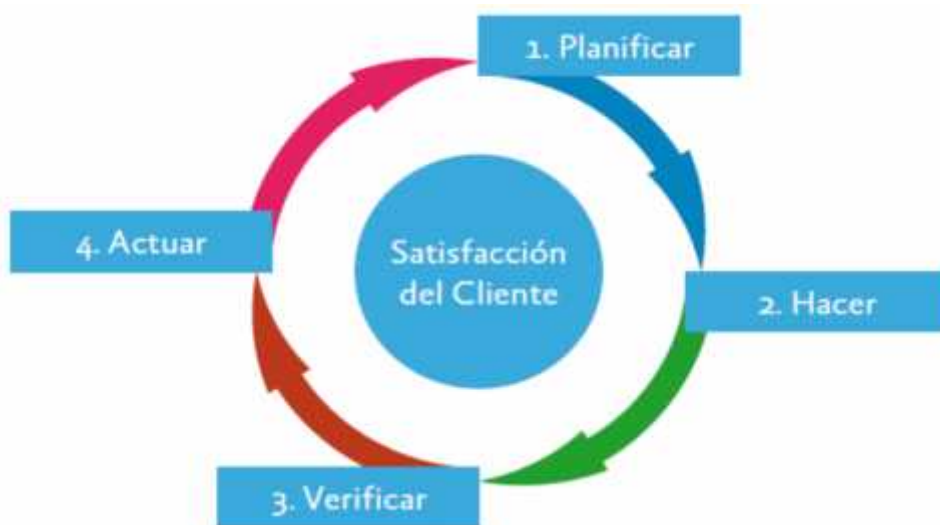 1. Planificar
2. Hacer
3. Verificar
4. Actuar
Satisfacción
del Cliente